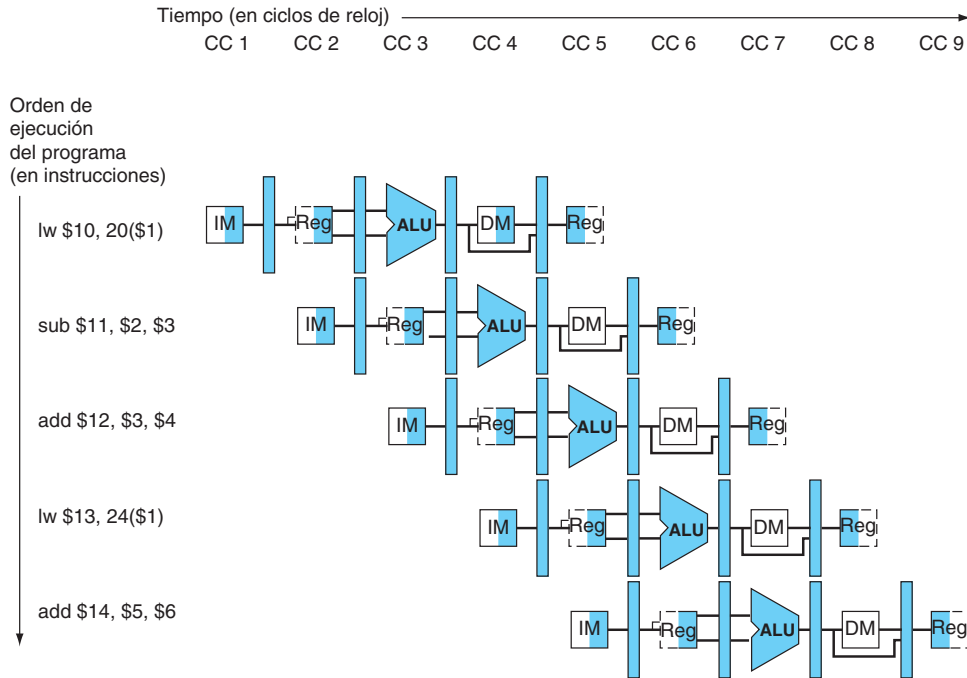 Tiempo (en ciclos de reloj)
CC 1 CC 2 CC 3 CC 4 CC 5 CC 6 CC 7 CC 8 CC 9
Orden de
ejecución
del programa
(en instrucciones)
lw $10, 20($1)
IM Reg ALU DM Reg
sub $11, $2, $3
IM Reg ALU DM Reg
add $12, $3, $4
IM Reg ALU DM Reg
lw $13, 24($1)
IM Reg ALU DM Reg
add $14, $5, $6
IM Reg ALU DM Reg